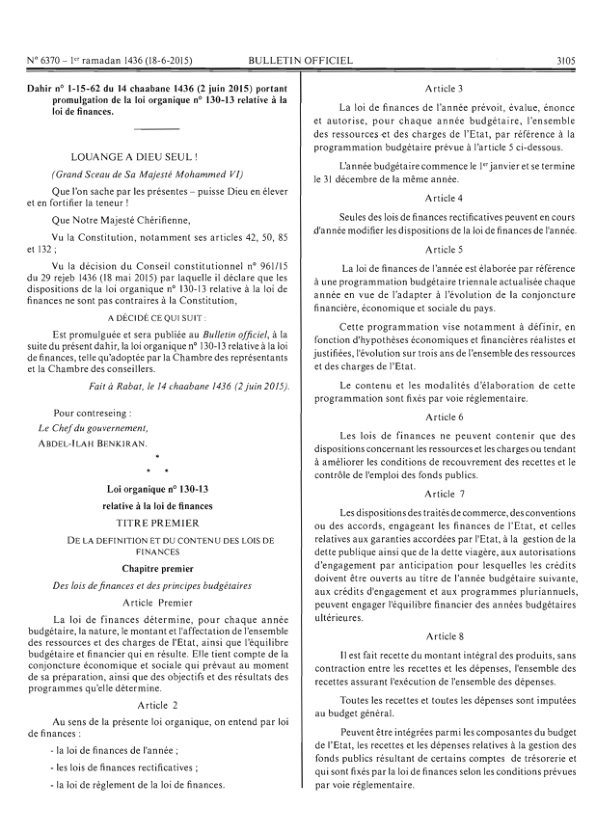 N° 6370 – 1er ramadan 1436 (18-6-2015) BULLETIN OFFICIEL 3105
Dahir n° 1-15-62 du 14 chaabane 1436 (2 juin 2015) portant
promulgation de la loi organique n° 130-13 relative à la
loi de finances.
LOUANGE A DIEU SEUL !
(Grand Sceau de Sa Majesté Mohammed VI)
Que l'on sache par les présentes – puisse Dieu en élever
et en fortifier la teneur !
Que Notre Majesté Chérifienne,
Vu la Constitution, notamment ses articles 42, 50, 85
et 132 ;
Vu la décision du Conseil constitutionnel n° 961/15
du 29 rejeb 1436 (18 mai 2015) par laquelle il déclare que les
dispositions de la loi organique n° 130-13 relative à la loi de
finances ne sont pas contraires à la Constitution,
A DÉCIDÉ CE QUI SUIT :
Est promulguée et sera publiée au Bulletin officiel, à la
suite du présent dahir, la loi organique n° 130-13 relative à la loi
de finances, telle qu'adoptée par la Chambre des représentants
et la Chambre des conseillers.
Fait à Rabat, le 14 chaabane 1436 (2 juin 2015).
Pour contreseing :
Le Chef du gouvernement,
ABDEL-ILAH BENKIRAN.
*
* *
Loi organique n° 130-13
relative à la loi de finances
TITRE PREMIER
DE LA DEFINITION ET DU CONTENU DES LOIS DE
FINANCES
Chapitre premier
Des lois de finances et des principes budgétaires
Article Premier
La loi de finances détermine, pour chaque année
budgétaire, la nature, le montant et l'affectation de l'ensemble
des ressources et des charges de l'Etat, ainsi que l'équilibre
budgétaire et financier qui en résulte. Elle tient compte de la
conjoncture économique et sociale qui prévaut au moment
de sa préparation, ainsi que des objectifs et des résultats des
programmes qu'elle détermine.
Article 2
Au sens de la présente loi organique, on entend par loi
de finances :
- la loi de finances de l'année ;
- les lois de finances rectificatives ;
- la loi de règlement de la loi de finances.
Article 3
La loi de finances de l'année prévoit, évalue, énonce
et autorise, pour chaque année budgétaire, l'ensemble
des ressources et des charges de l'Etat, par référence à la
programmation budgétaire prévue à l'article 5 ci-dessous.
L'année budgétaire commence le 1er janvier et se termine
le 31 décembre de la même année.
Article 4
Seules des lois de finances rectificatives peuvent en cours
d'année modifier les dispositions de la loi de finances de l'année.
Article 5
La loi de finances de l'année est élaborée par référence
à une programmation budgétaire triennale actualisée chaque
année en vue de l'adapter à l'évolution de la conjoncture
financière, économique et sociale du pays.
Cette programmation vise notamment à définir, en
fonction d'hypothèses économiques et financières réalistes et
justifiées, l'évolution sur trois ans de l'ensemble des ressources
et des charges de l'Etat.
Le contenu et les modalités d'élaboration de cette
programmation sont fixés par voie réglementaire.
Article 6
Les lois de finances ne peuvent contenir que des
dispositions concernant les ressources et les charges ou tendant
à améliorer les conditions de recouvrement des recettes et le
contrôle de l'emploi des fonds publics.
Article 7
Les dispositions des traités de commerce, des conventions
ou des accords, engageant les finances de l'Etat, et celles
relatives aux garanties accordées par l'Etat, à la gestion de la
dette publique ainsi que de la dette viagère, aux autorisations
d'engagement par anticipation pour lesquelles les crédits
doivent être ouverts au titre de l'année budgétaire suivante,
aux crédits d'engagement et aux programmes pluriannuels,
peuvent engager l'équilibre financier des années budgétaires
ultérieures.
Article 8
Il est fait recette du montant intégral des produits, sans
contraction entre les recettes et les dépenses, l'ensemble des
recettes assurant l'exécution de l'ensemble des dépenses.
Toutes les recettes et toutes les dépenses sont imputées
au budget général.
Peuvent être intégrées parmi les composantes du budget
de l'Etat, les recettes et les dépenses relatives à la gestion des
fonds publics résultant de certains comptes de trésorerie et
qui sont fixés par la loi de finances selon les conditions prévues
par voie réglementaire.